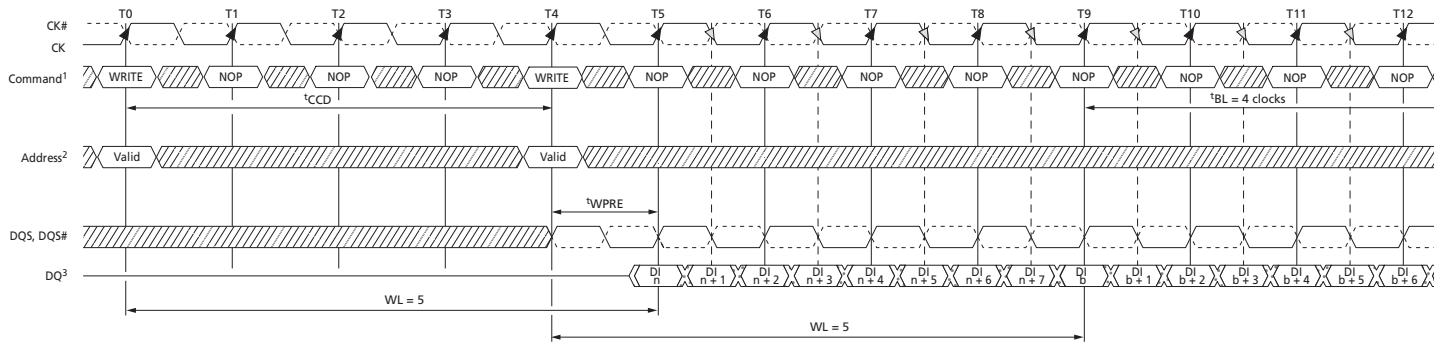 T0 T1 T2 T3 T4 T5 T6 T7 T8 T9 T10 T11 T12
CK#
CK
Command¹ WRITE NOP NOP NOP WRITE NOP NOP NOP NOP NOP NOP NOP NOP
ᵗCCD ᵗBL = 4 clocks
Address² Valid Valid
ᵗWPRE
DQS, DQS#
DQ³ DI n DI n + 1 DI n + 2 DI n + 3 DI n + 4 DI n + 5 DI n + 6 DI n + 7 DI b DI b + 1 DI b + 2 DI b + 3 DI b + 4 DI b + 5 DI b + 6
WL = 5
WL = 5